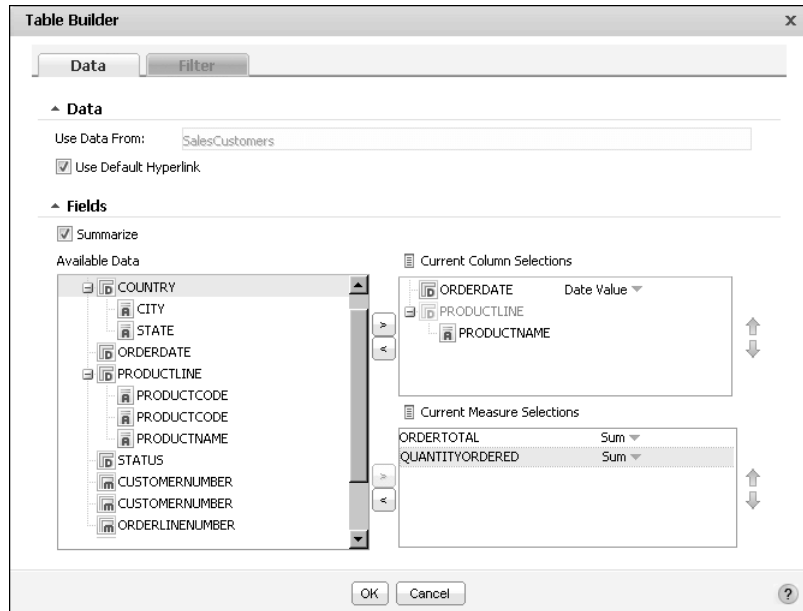 Table Builder x
Data Filter
Data
Use Data From: SalesCustomers
Use Default Hyperlink
Fields
Summarize
Available Data
COUNTRY
CITY
STATE
ORDERDATE
PRODUCTLINE
PRODUCTCODE
PRODUCTCODE
PRODUCTNAME
STATUS
CUSTOMERNUMBER
CUSTOMERNUMBER
ORDERLINENUMBER
> <
> <
Current Column Selections
ORDERDATE Date Value
PRODUCTLINE
PRODUCTNAME
Current Measure Selections
ORDERTOTAL Sum
QUANTITYORDERED Sum
OK Cancel ?